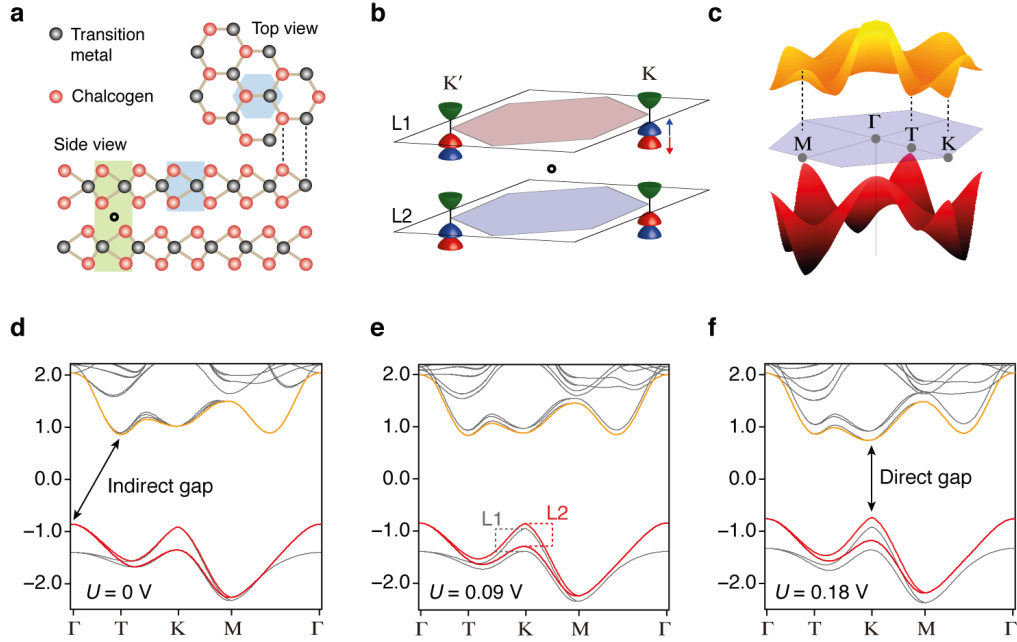 a
Transition
metal
Chalcogen
Top view
Side view
b
K′
K
L1
L2
c
Γ
M
T
K
d
2.0
1.0
0.0
−1.0
−2.0
Indirect gap
U = 0 V
Γ
T
K
M
Γ
e
2.0
1.0
0.0
−1.0
−2.0
L1
L2
U = 0.09 V
Γ
T
K
M
Γ
f
2.0
1.0
0.0
−1.0
−2.0
Direct gap
U = 0.18 V
Γ
T
K
M
Γ